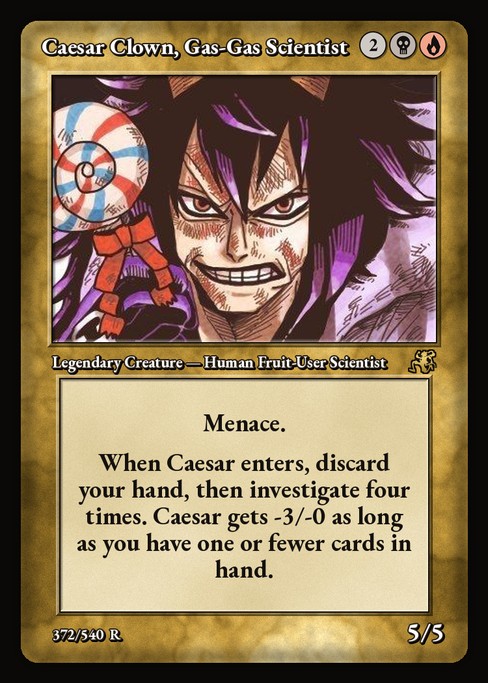 Caesar Clown, Gas-Gas Scientist 2
Legendary Creature — Human Fruit-User Scientist
Menace.
When Caesar enters, discard
your hand, then investigate four
times. Caesar gets -3/-0 as long
as you have one or fewer cards in
hand.
372/540 R 5/5